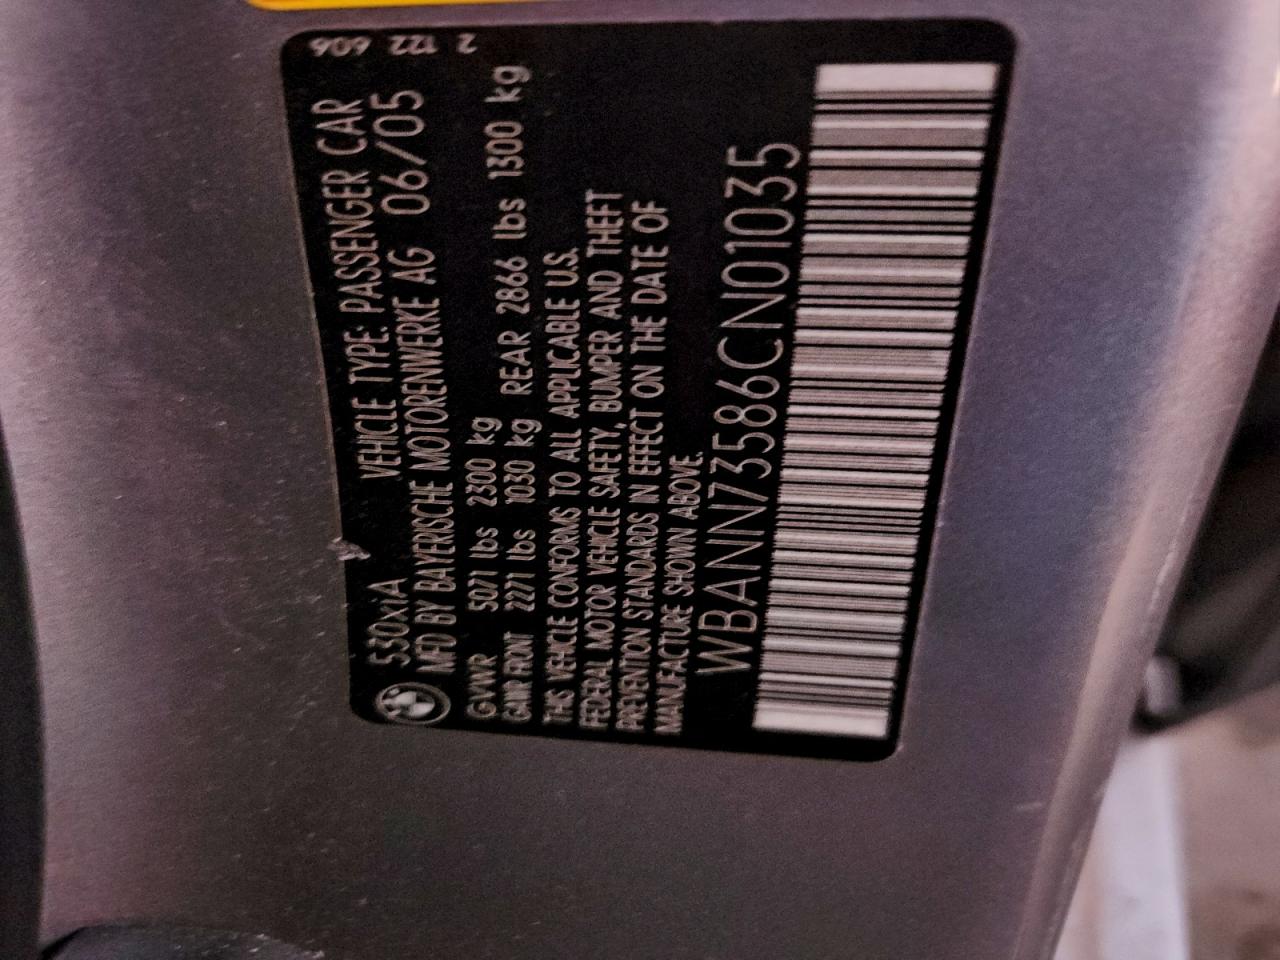 2 122 606
530xiA VEHICLE TYPE: PASSENGER CAR
MFD BY BAYERISCHE MOTORENWERKE AG 06/05
GVWR 5071 lbs 2300 kg
GAWR FRONT 2271 lbs 1030 kg REAR 2866 lbs 1300 kg
THIS VEHICLE CONFORMS TO ALL APPLICABLE U.S.
FEDERAL MOTOR VEHICLE SAFETY, BUMPER AND THEFT
PREVENTION STANDARDS IN EFFECT ON THE DATE OF
MANUFACTURE SHOWN ABOVE.
WBANN73586CN01035